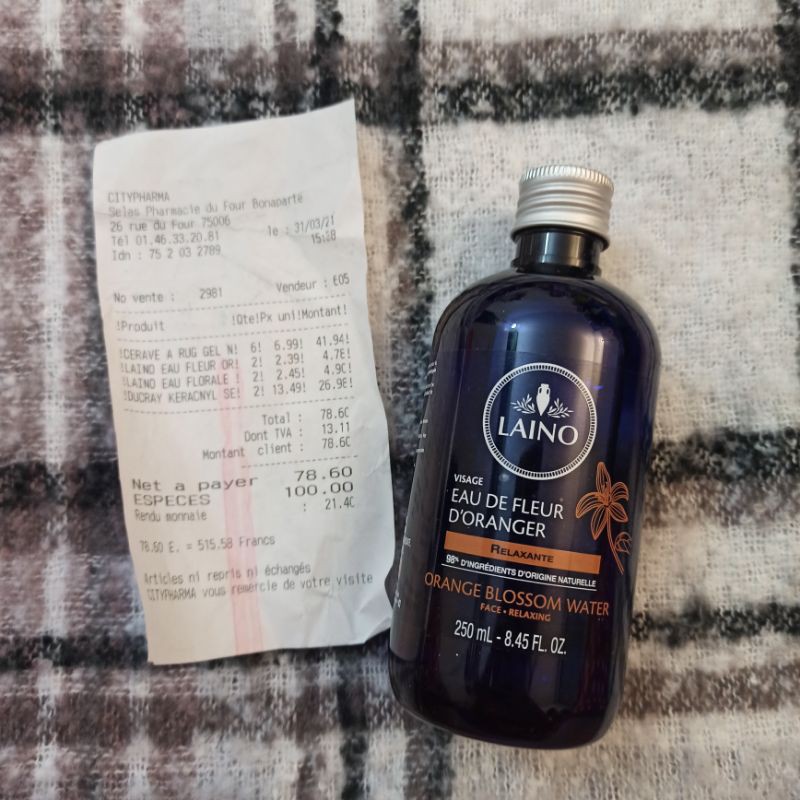 CITYPHARMA
Selas Pharmacie du Four Bonaparte
26 rue du Four 75006
Tél 01.46.33.20.81 le : 31/03/21
Idn : 75 2 03 2789 15:
No vente : 2981 Vendeur : E05
!Produit !Qte!Px uni!Montant!
!CERAVE A RUG GEL N! 6! 6.99! 41.94!
!LAINO EAU FLEUR OR! 2! 2.39! 4.78!
!LAINO EAU FLORALE ! 2! 2.45! 4.90!
!DUCRAY KERACNYL SE! 2! 13.49! 26.98!
Total : 78.60
Dont TVA : 13.11
Montant client : 78.60
Net a payer 78.60
ESPECES 100.00
Rendu monnaie : 21.40
78.60 E. = 515.58 Francs
Articles ni repris ni échangés
CITYPHARMA vous remercie de votre visite
LAINO
VISAGE
EAU DE FLEUR
D'ORANGER
RELAXANTE
98% D'INGRÉDIENTS D'ORIGINE NATURELLE
ORANGE BLOSSOM WATER
FACE • RELAXING
250 mL - 8.45 FL. OZ.